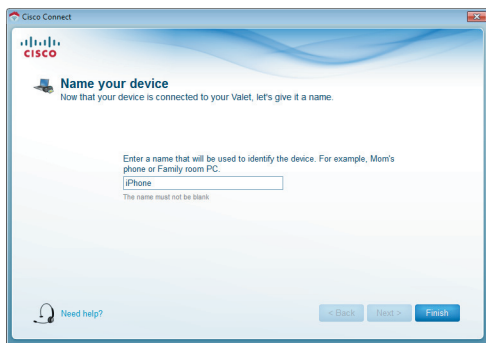 Cisco Connect
CISCO
Name your device
Now that your device is connected to your Valet, let's give it a name.
Enter a name that will be used to identify the device. For example, Mom's
phone or Family room PC.
iPhone
The name must not be blank
Need help?
< Back
Next >
Finish